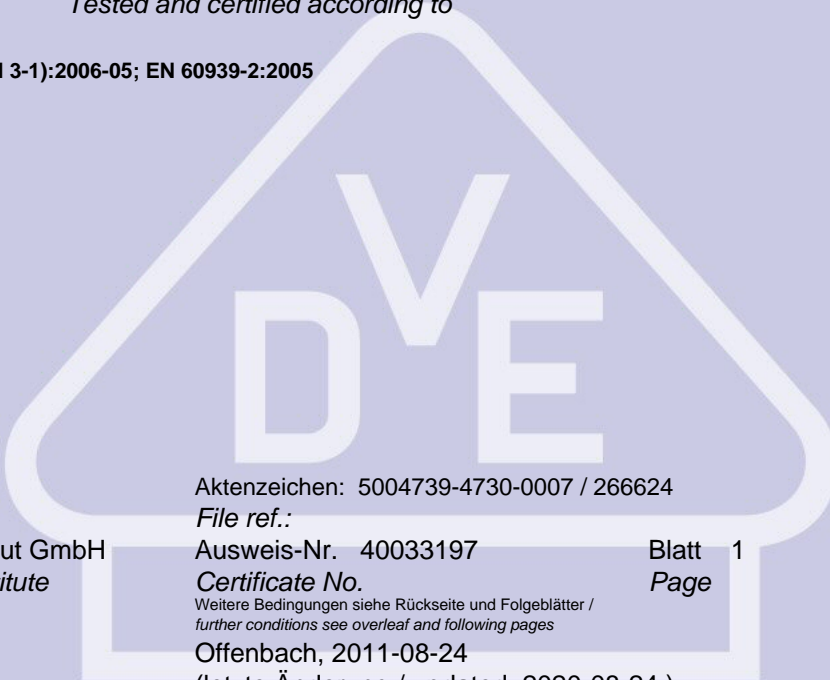 Tested and certified according to
3-1):2006-05; EN 60939-2:2005
VDE
Aktenzeichen: 5004739-4730-0007 / 266624
File ref.:
ut GmbH Ausweis-Nr. 40033197 Blatt 1
itute Certificate No. Page
Weitere Bedingungen siehe Rückseite und Folgeblätter /
further conditions see overleaf and following pages
Offenbach, 2011-08-24